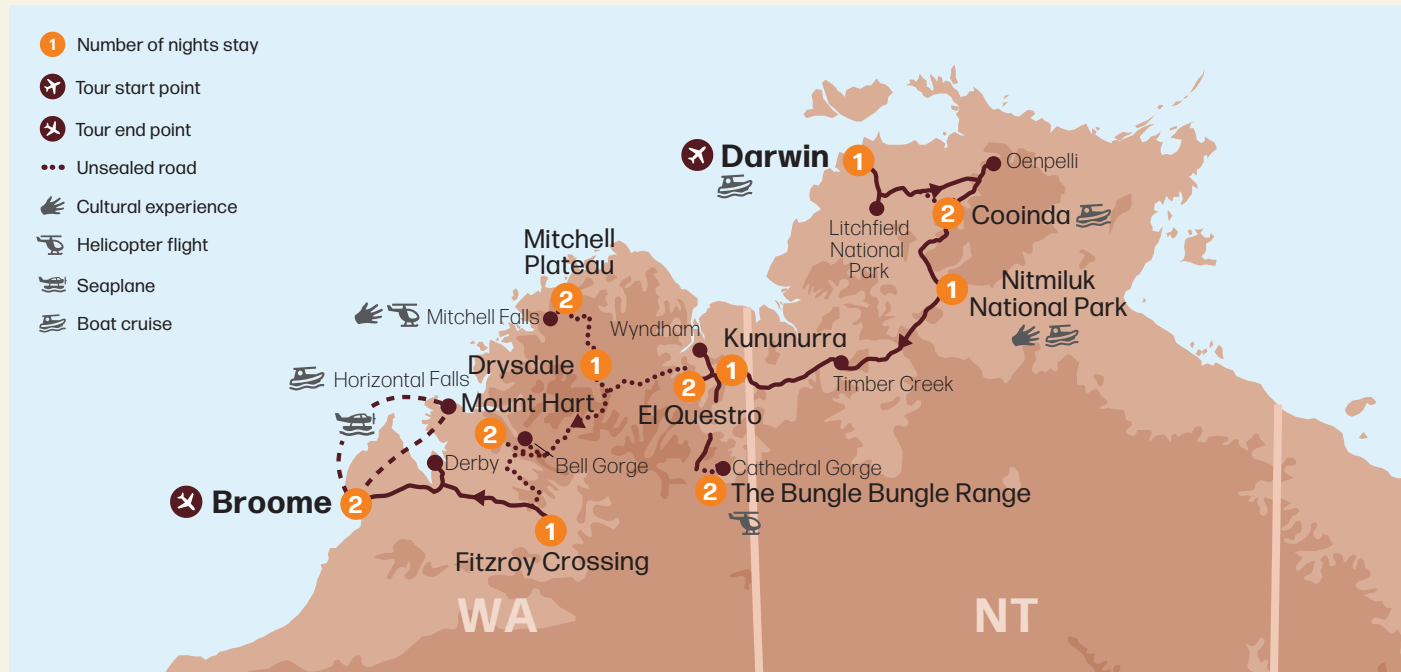 1 Number of nights stay
Tour start point
Tour end point
Unsealed road
Cultural experience
Helicopter flight
Seaplane
Boat cruise
Darwin
1
Oenpelli
2
Cooinda
Litchfield
National
Park
1
Nitmiluk
National Park
Mitchell
Plateau
2
Mitchell Falls
Wyndham
Kununurra
1
Timber Creek
Drysdale
1
2
El Questro
Horizontal Falls
Mount Hart
2
Bell Gorge
Derby
Cathedral Gorge
2
The Bungle Bungle Range
Broome
2
1
Fitzroy Crossing
WA
NT